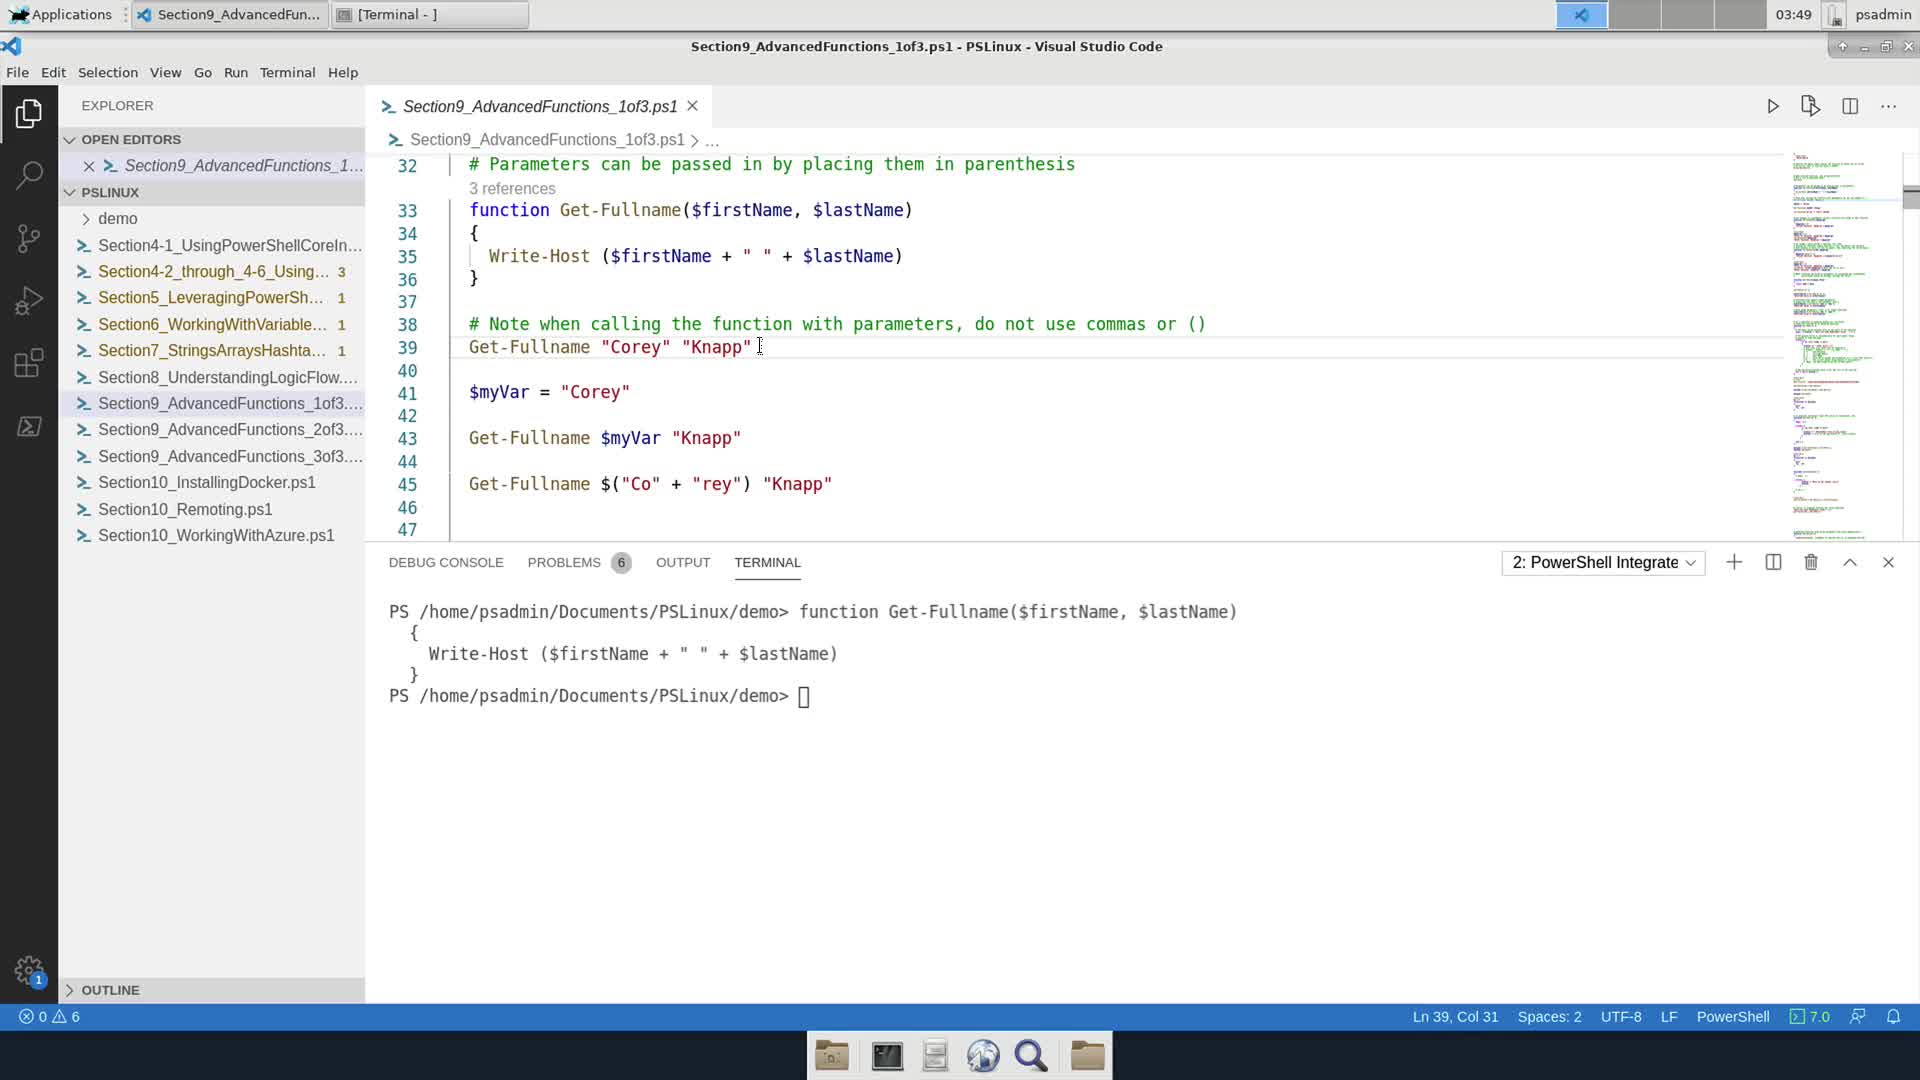 Applications
Section9_AdvancedFun...
[Terminal - ]
03:49
psadmin
Section9_AdvancedFunctions_1of3.ps1 - PSLinux - Visual Studio Code
File Edit Selection View Go Run Terminal Help
EXPLORER
OPEN EDITORS
Section9_AdvancedFunctions_1...
PSLINUX
demo
Section4-1_UsingPowerShellCoreIn...
Section4-2_through_4-6_Using... 3
Section5_LeveragingPowerSh... 1
Section6_WorkingWithVariable... 1
Section7_StringsArraysHashta... 1
Section8_UnderstandingLogicFlow....
Section9_AdvancedFunctions_1of3....
Section9_AdvancedFunctions_2of3....
Section9_AdvancedFunctions_3of3....
Section10_InstallingDocker.ps1
Section10_Remoting.ps1
Section10_WorkingWithAzure.ps1
OUTLINE
1
Section9_AdvancedFunctions_1of3.ps1
Section9_AdvancedFunctions_1of3.ps1 > ...
32 # Parameters can be passed in by placing them in parenthesis
3 references
33 function Get-Fullname($firstName, $lastName)
34 {
35 Write-Host ($firstName + " " + $lastName)
36 }
37
38 # Note when calling the function with parameters, do not use commas or ()
39 Get-Fullname "Corey" "Knapp"
40
41 $myVar = "Corey"
42
43 Get-Fullname $myVar "Knapp"
44
45 Get-Fullname $("Co" + "rey") "Knapp"
46
47
DEBUG CONSOLE PROBLEMS 6 OUTPUT TERMINAL
2: PowerShell Integrate
PS /home/psadmin/Documents/PSLinux/demo> function Get-Fullname($firstName, $lastName)
{
Write-Host ($firstName + " " + $lastName)
}
PS /home/psadmin/Documents/PSLinux/demo>
0 6
Ln 39, Col 31 Spaces: 2 UTF-8 LF PowerShell 7.0